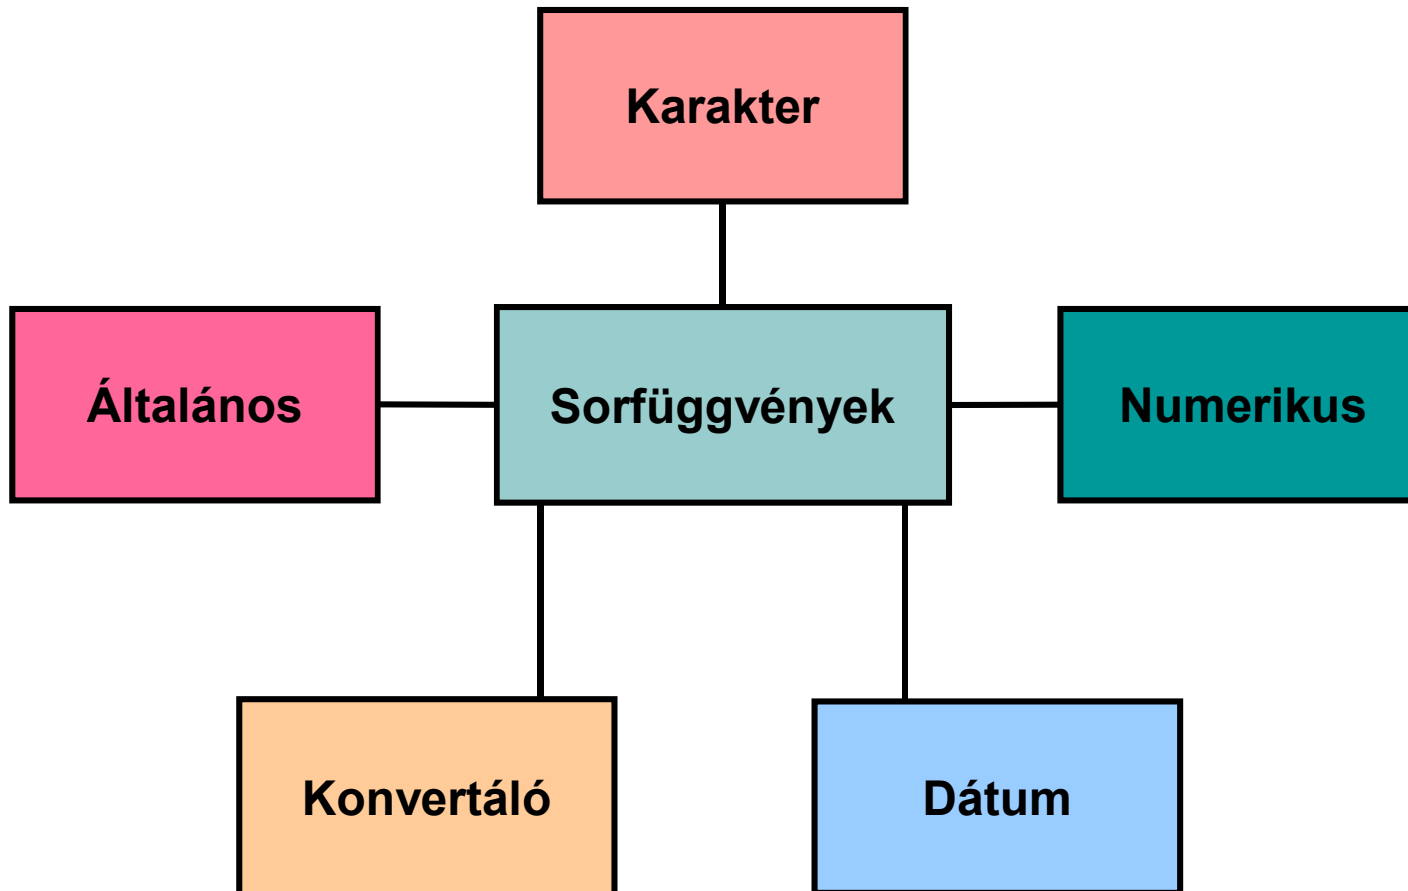 Karakter
Általános
Sorfüggvények
Numerikus
Konvertáló
Dátum